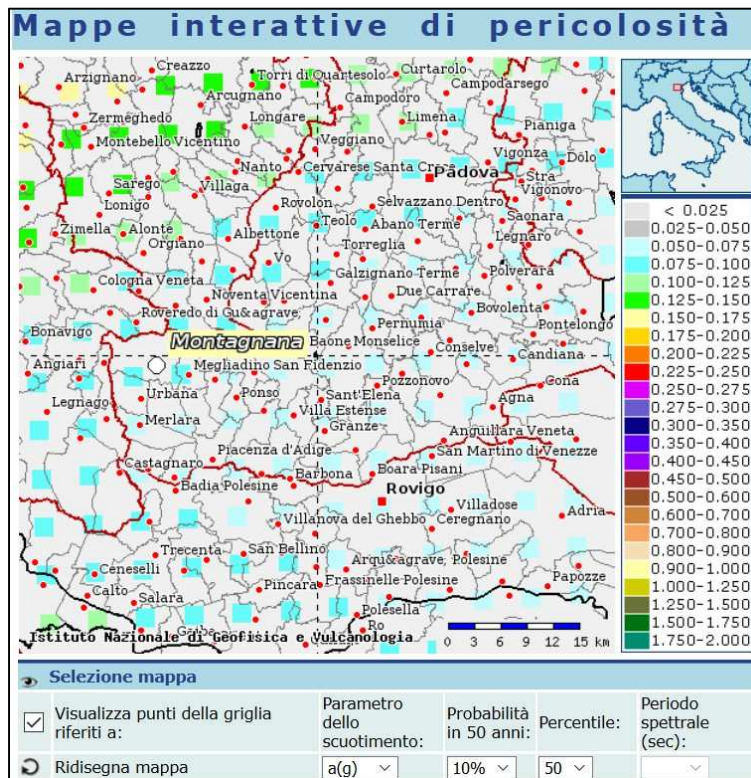 Mappe interattive di pericolosità
Creazzo
Arzignano
Torri di Quartesolo
Curtarolo
Campodarsego
Arcugnano
Campodoro
Zermeghedo
Longare
Limena,
Pianiga
Montebello Vicentino
Veggiano
Vigonza
Dolo
Nanto
Cervarese Santa Croce
Padova
Stra
Sarego
Villaga
Vigonovo
Lonigo
Rovolon
Selvazzano Dentro
Saonara
Zimella
Alonte
Albettone
Teolo
Abano Terme
Legnaro
Orgiano
Torreglia
Vo
Galzignano Terme
Polverara
Cologna Veneta
Due Carrare
Noventa Vicentina
Bovolenta
Roveredo di Gu&agrave,
Pernumia
Pontelongo
Bonavigo
Montagnana
Baone
Monselice
Conselve
Candiana
Angiari
Megliadino San Fidenzio
Pozzonovo
Cona
Urbana
Ponso
Sant'Elena
Legnago
Agna
Merlara
Villa Estense
Granze
Anguillara Veneta
Piacenza d'Adige
San Martino di Venezze
Castagnaro
Barbona
Boara Pisani
Badia Polesine
Rovigo
Villadose
Adria
Villanova del Ghebbo
Ceregnano
Trecenta
San Bellino
Arqu&agrave, Polesine
Ceneselli
Papozze
Calto
Pincara
Frassinelle Polesine
Salara
Polesella
Ro
Istituto Nazionale di Geofisica e Vulcanologia
0 3 6 9 12 15 km
< 0.025
0.025-0.050
0.050-0.075
0.075-0.100
0.100-0.125
0.125-0.150
0.150-0.175
0.175-0.200
0.200-0.225
0.225-0.250
0.250-0.275
0.275-0.300
0.300-0.350
0.350-0.400
0.400-0.450
0.450-0.500
0.500-0.600
0.600-0.700
0.700-0.800
0.800-0.900
0.900-1.000
1.000-1.250
1.250-1.500
1.500-1.750
1.750-2.000
Selezione mappa
Visualizza punti della griglia
riferiti a:
Parametro
dello
scuotimento:
Probabilità
in 50 anni:
Percentile:
Periodo
spettrale
(sec):
Ridisegna mappa
a(g)
10%
50